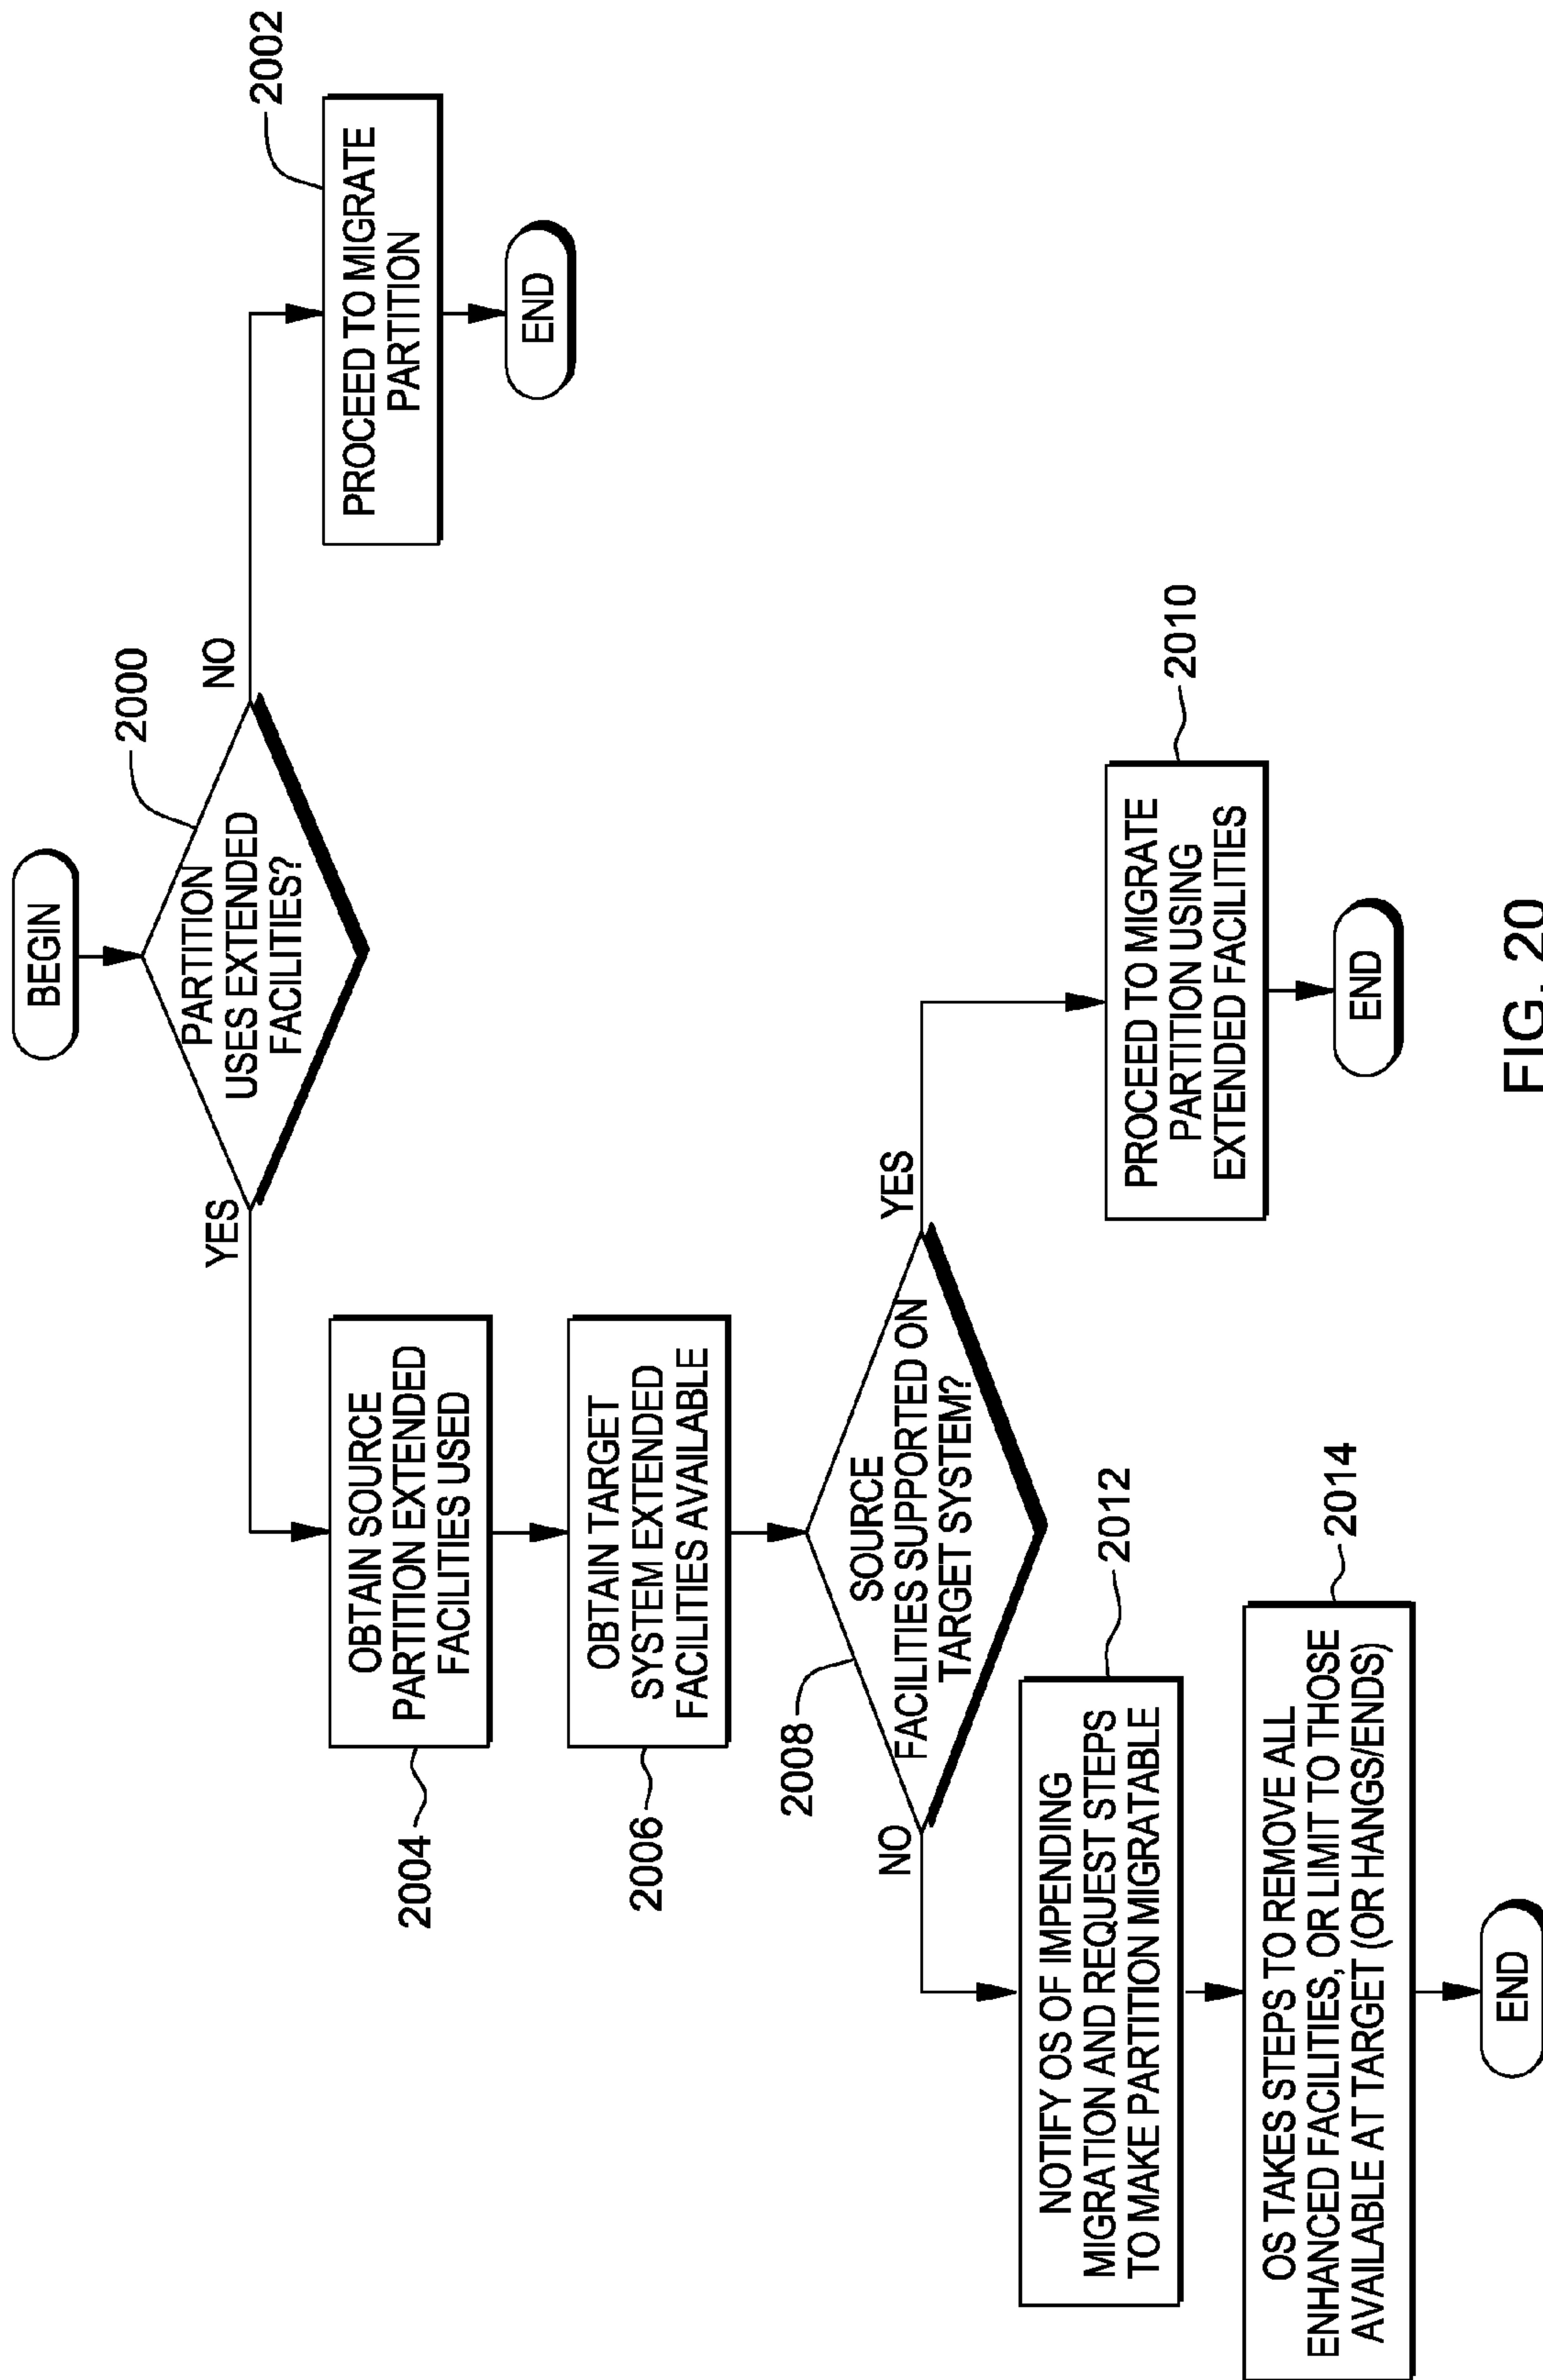 BEGIN
2000
PARTITION
USES EXTENDED
FACILITIES?
YES
NO
2002
PROCEED TO MIGRATE
PARTITION
END
OBTAIN SOURCE
PARTITION EXTENDED
FACILITIES USED
2004
OBTAIN TARGET
SYSTEM EXTENDED
FACILITIES AVAILABLE
2006
2008
SOURCE
FACILITIES SUPPORTED ON
TARGET SYSTEM?
NO
YES
2010
PROCEED TO MIGRATE
PARTITION USING
EXTENDED FACILITIES
END
2012
NOTIFY OS OF IMPENDING
MIGRATION AND REQUEST STEPS
TO MAKE PARTITION MIGRATABLE
2014
OS TAKES STEPS TO REMOVE ALL
ENHANCED FACILITIES, OR LIMIT TO THOSE
AVAILABLE AT TARGET (OR HANGS/ENDS)
END
FIG. 20